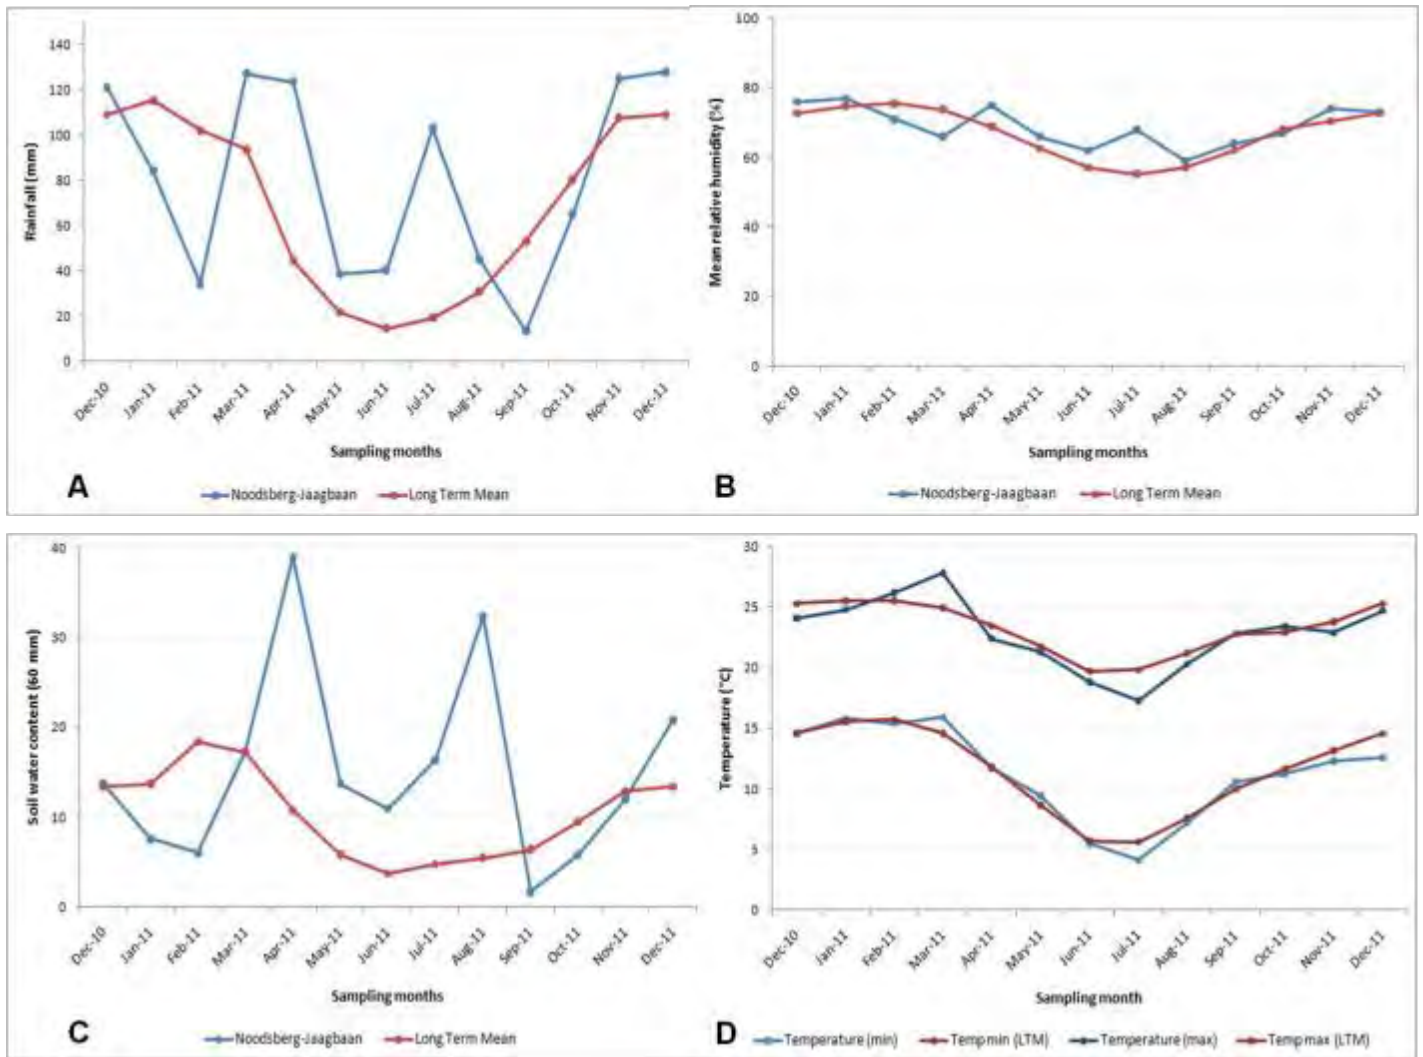 140
120
100
80
60
40
20
0
Rainfall (mm)
Dec-10 Jan-11 Feb-11 Mar-11 Apr-11 May-11 Jun-11 Jul-11 Aug-11 Sep-11 Oct-11 Nov-11 Dec-11
Sampling months
A
Noodsberg-Jaagbaan Long Term Mean
100
80
60
40
20
0
Mean relative humidity (%)
Dec-10 Jan-11 Feb-11 Mar-11 Apr-11 May-11 Jun-11 Jul-11 Aug-11 Sep-11 Oct-11 Nov-11 Dec-11
Sampling months
B
Noodsberg-Jaagbaan Long Term Mean
40
30
20
10
0
Soil water content (60 mm)
Dec-10 Jan-11 Feb-11 Mar-11 Apr-11 May-11 Jun-11 Jul-11 Aug-11 Sep-11 Oct-11 Nov-11 Dec-11
Sampling months
C
Noodsberg-Jaagbaan Long Term Mean
30
25
20
15
10
5
0
Temperature (°C)
Dec-10 Jan-11 Feb-11 Mar-11 Apr-11 May-11 Jun-11 Jul-11 Aug-11 Sep-11 Oct-11 Nov-11 Dec-11
Sampling month
D
Temperature (min) Temp min (LTM) Temperature (max) Temp max (LTM)